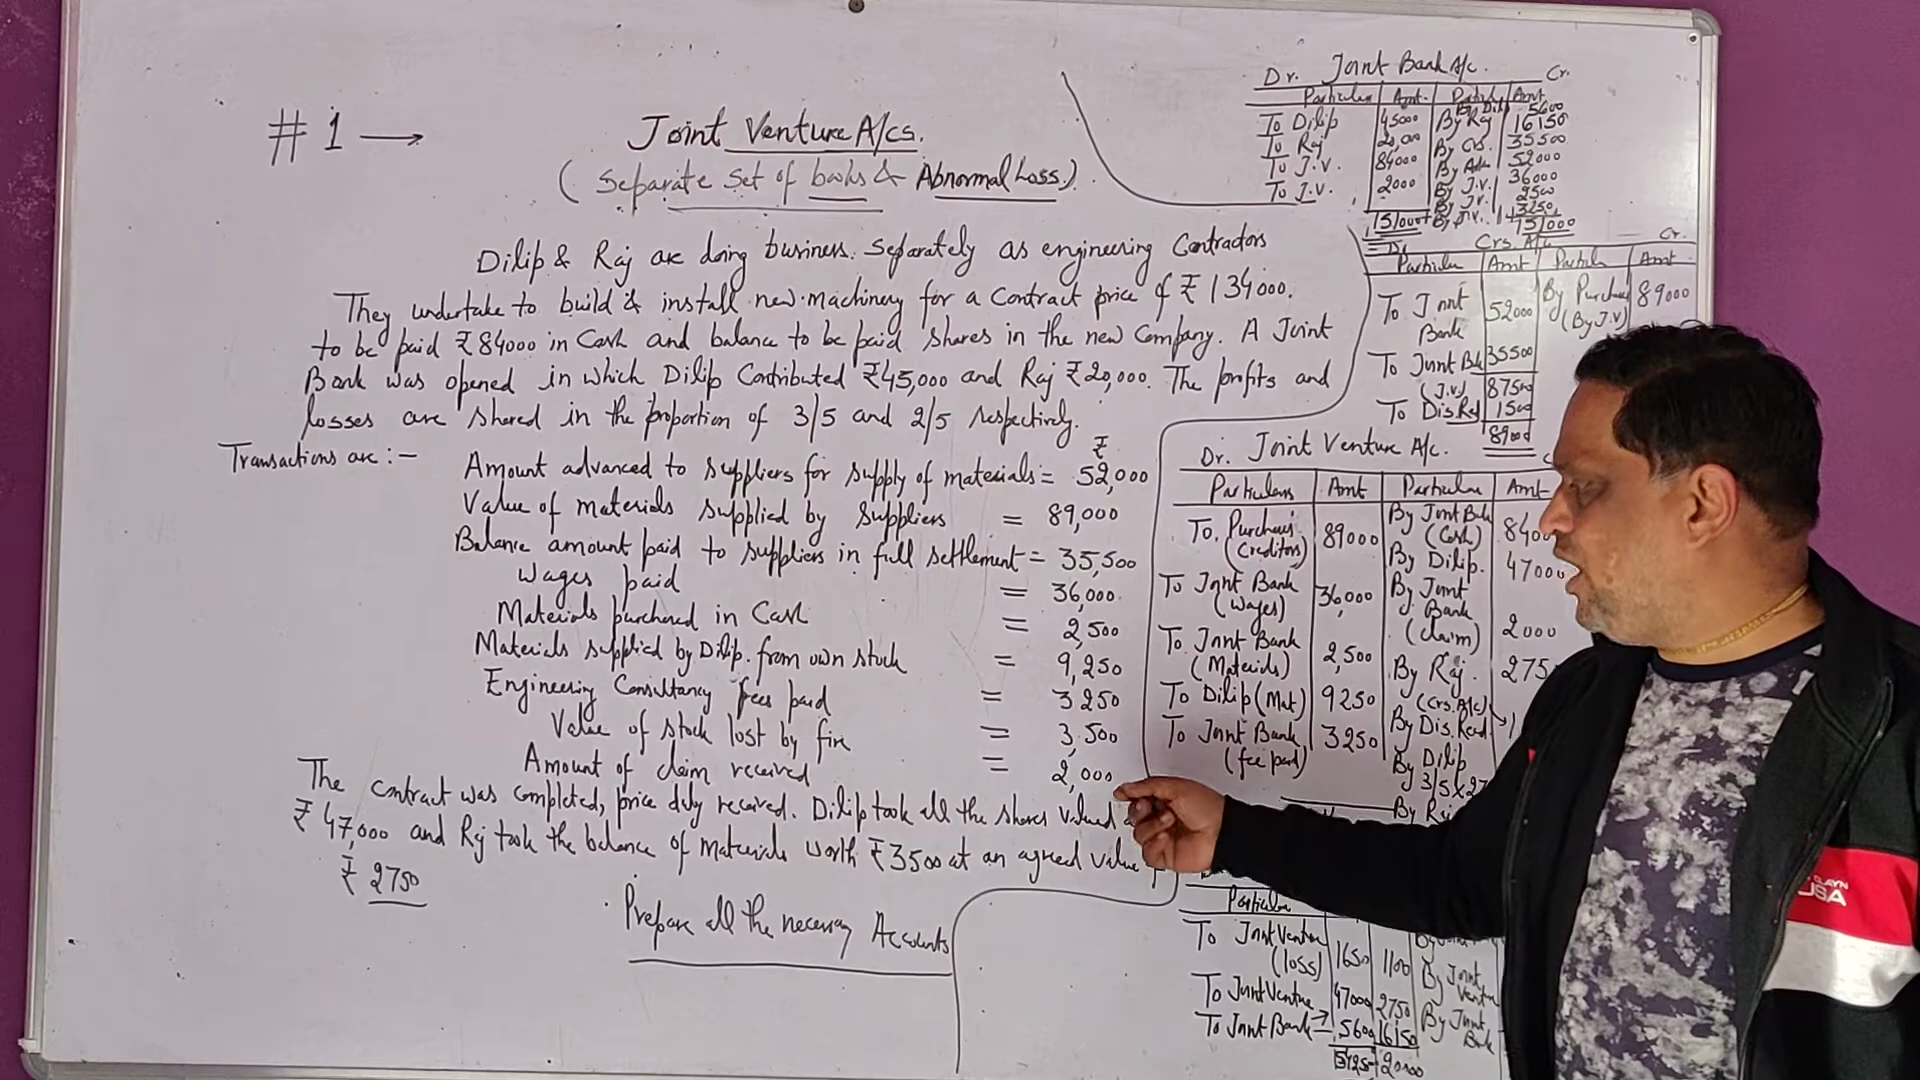 #1 → Joint Venture A/cs.
(Separate Set of books & Abnormal Loss.)
Dilip & Raj are doing business separately as engineering Contractors
They undertake to build & install new machinery for a Contract price of ₹134000.
to be paid ₹84000 in Cash and balance to be paid shares in the new Company. A Joint
Bank was opened in which Dilip Contributed ₹45,000 and Raj ₹20,000. The profits and
losses are shared in the proportion of 3/5 and 2/5 respectively.
₹
Transactions are :-
Amount advanced to suppliers for supply of materials = 52,000
Value of materials supplied by suppliers = 89,000
Balance amount paid to suppliers in full settlement = 35,500
Wages paid = 36,000
Materials purchased in Cash = 2,500
Materials supplied by Dilip from own stock = 9,250
Engineering Consultancy fees paid = 3250
Value of stock lost by fire = 3,500
Amount of claim received = 2,000
The contract was completed, price duly received. Dilip took all the shares valued
₹47,000 and Raj took the balance of materials worth ₹3500 at an agreed value
₹2750
Prepare all the necessary Accounts
Dr. Joint Bank A/c. Cr.
Particulars Amt. Amt.
By Dilip 5600
To Dilip 45000 By Raj 16150
To Raj 20,000 By Crs. 35500
To J.V. 84000 52000
To J.V. 2000 By J.V. 36000
By J.V. 2500
By J.V. 3250
151000 151000
Dr. Crs. A/c Cr.
Particular Amt Particular Amt
To Joint Bank 52000 By Purchases (By J.V) 89000
To Joint Bk 35500
(J.V) 87500
To Dis. Red 1500
89000
Dr. Joint Venture A/c.
Particulars Amt Particulars Amt
To Purchases (Creditors) 89000 By Joint Bank (Cash)
By Dilip. 47000
To Joint Bank (Wages) 36,000 By Joint Bank (claim) 2000
To Joint Bank (Materials) 2,500 By Raj.
To Dilip (Mat) 9250 (Crs. A/c) By Dis. Recd
To Joint Bank (fee paid) 3250 By Dilip
3/5 x
Particular
To Joint Venture (loss) 1650 1100 By Joint Venture
To Joint Venture 47000 2750 By Joint Bank
To Joint Bank → 5600 16150
54250 20000
CLAYN
USA